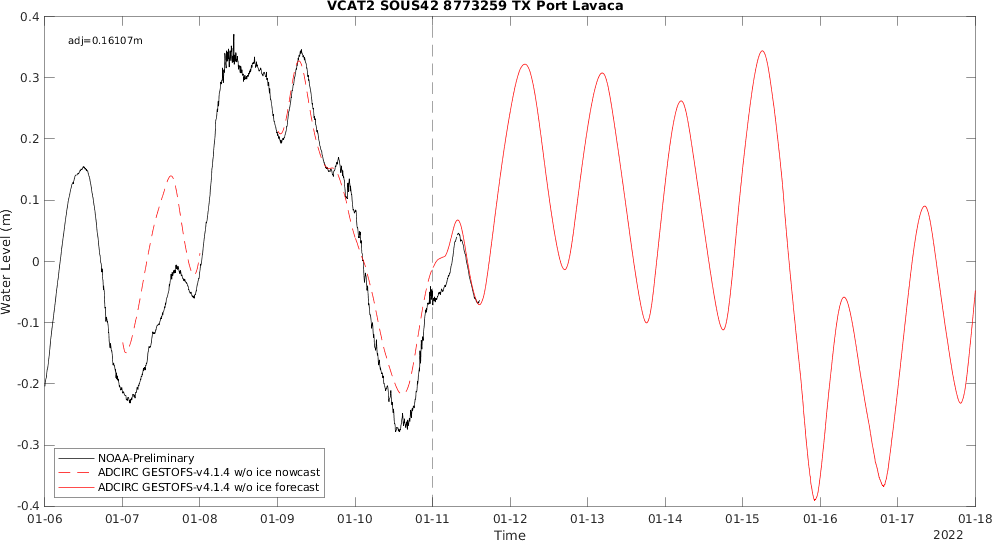 VCAT2 SOUS42 8773259 TX Port Lavaca
adj=0.16107m
0.4
0.3
0.2
0.1
0
-0.1
-0.2
-0.3
-0.4
Water Level (m)
NOAA-Preliminary
ADCIRC GESTOFS-v4.1.4 w/o ice nowcast
ADCIRC GESTOFS-v4.1.4 w/o ice forecast
01-06 01-07 01-08 01-09 01-10 01-11 01-12 01-13 01-14 01-15 01-16 01-17 01-18
Time
2022